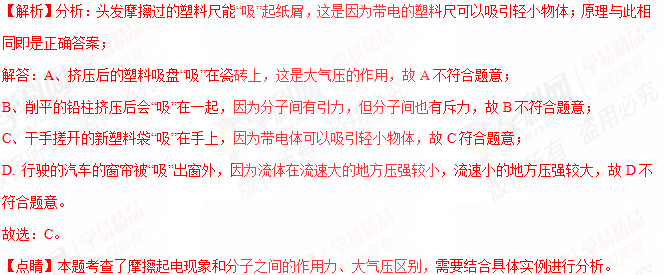 【解析】分析：头发摩擦过的塑料尺能“吸”起纸屑，这是因为带电的塑料尺可以吸引轻小物体；原理与此相
同即是正确答案；
解答：A、挤压后的塑料吸盘“吸”在瓷砖上，这是大气压的作用，故 A 不符合题意；
B、削平的铅柱挤压后会“吸”在一起，因为分子间有引力，但分子间也有斥力，故 B 不符合题意；
C、干手搓开的新塑料袋“吸”在手上，因为带电体可以吸引轻小物体，故 C 符合题意；
D. 行驶的汽车的窗帘被“吸”出窗外，因为流体在流速大的地方压强较小，流速小的地方压强较大，故 D 不
符合题意。
故选：C。
【点睛】本题考查了摩擦起电现象和分子之间的作用力、大气压区别，需要结合具体实例进行分析。